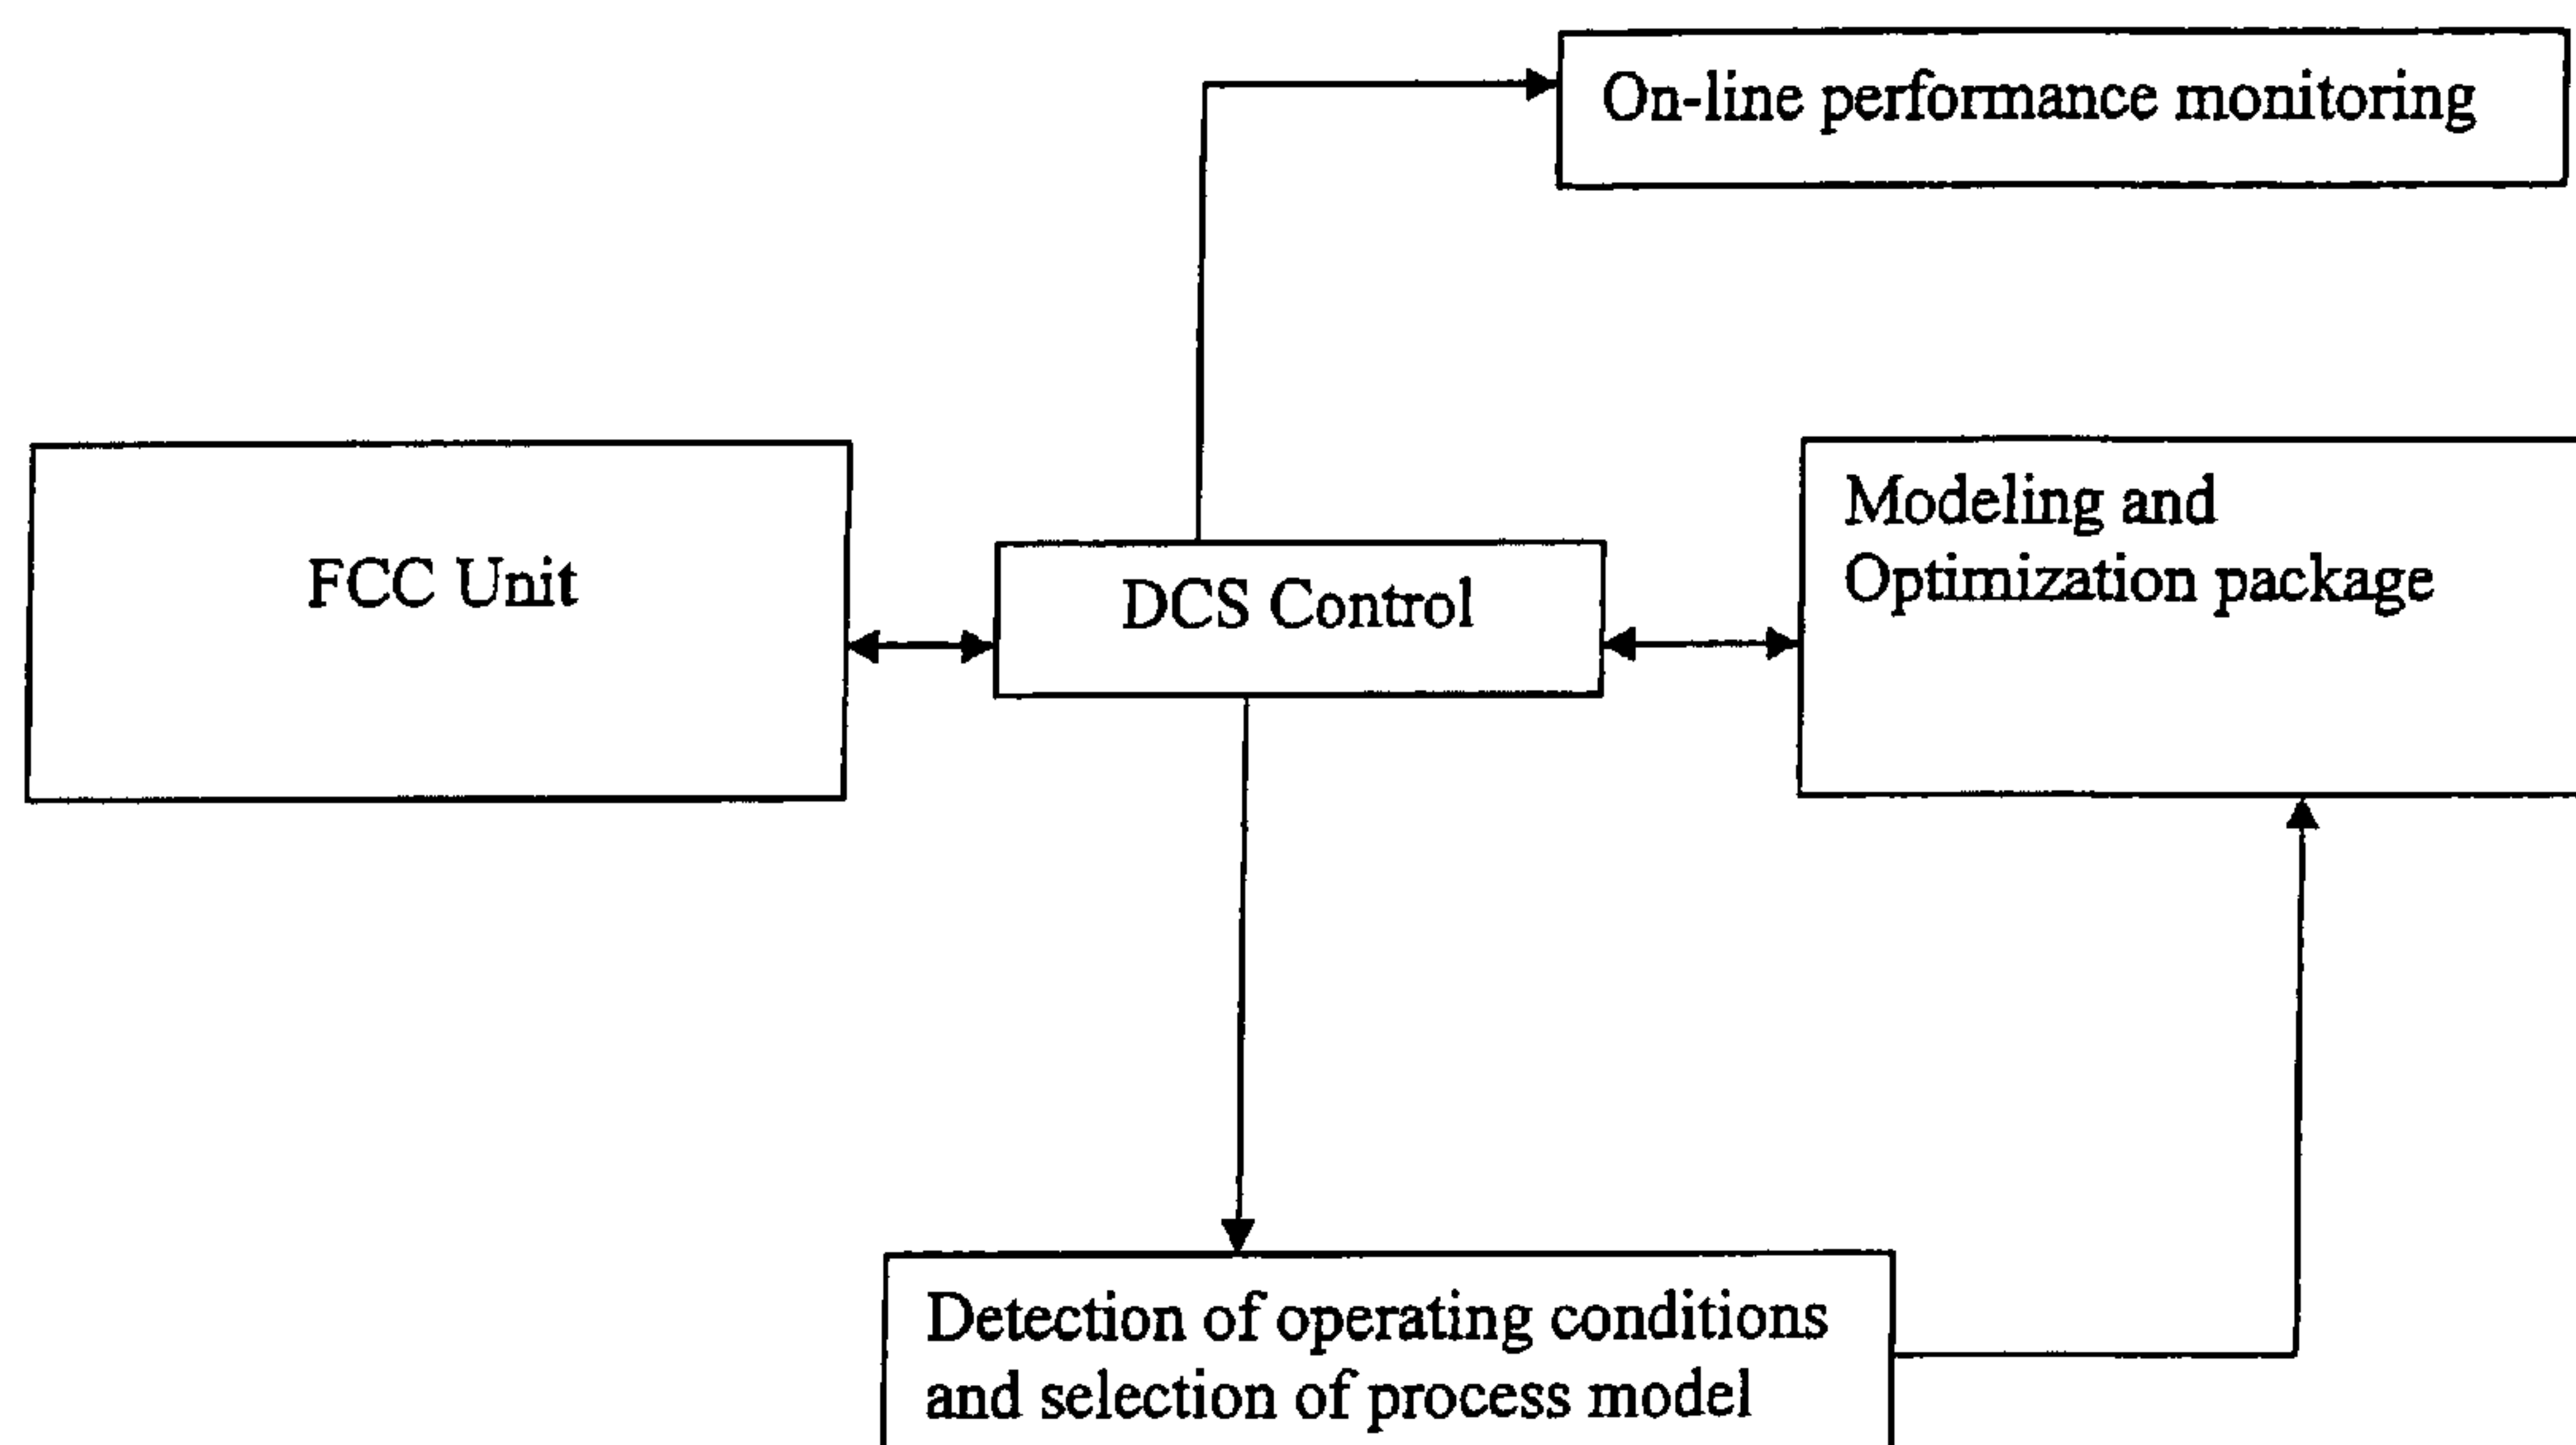 On-line performance monitoring
FCC Unit
DCS Control
Modeling and
Optimization package
Detection of operating conditions
and selection of process model